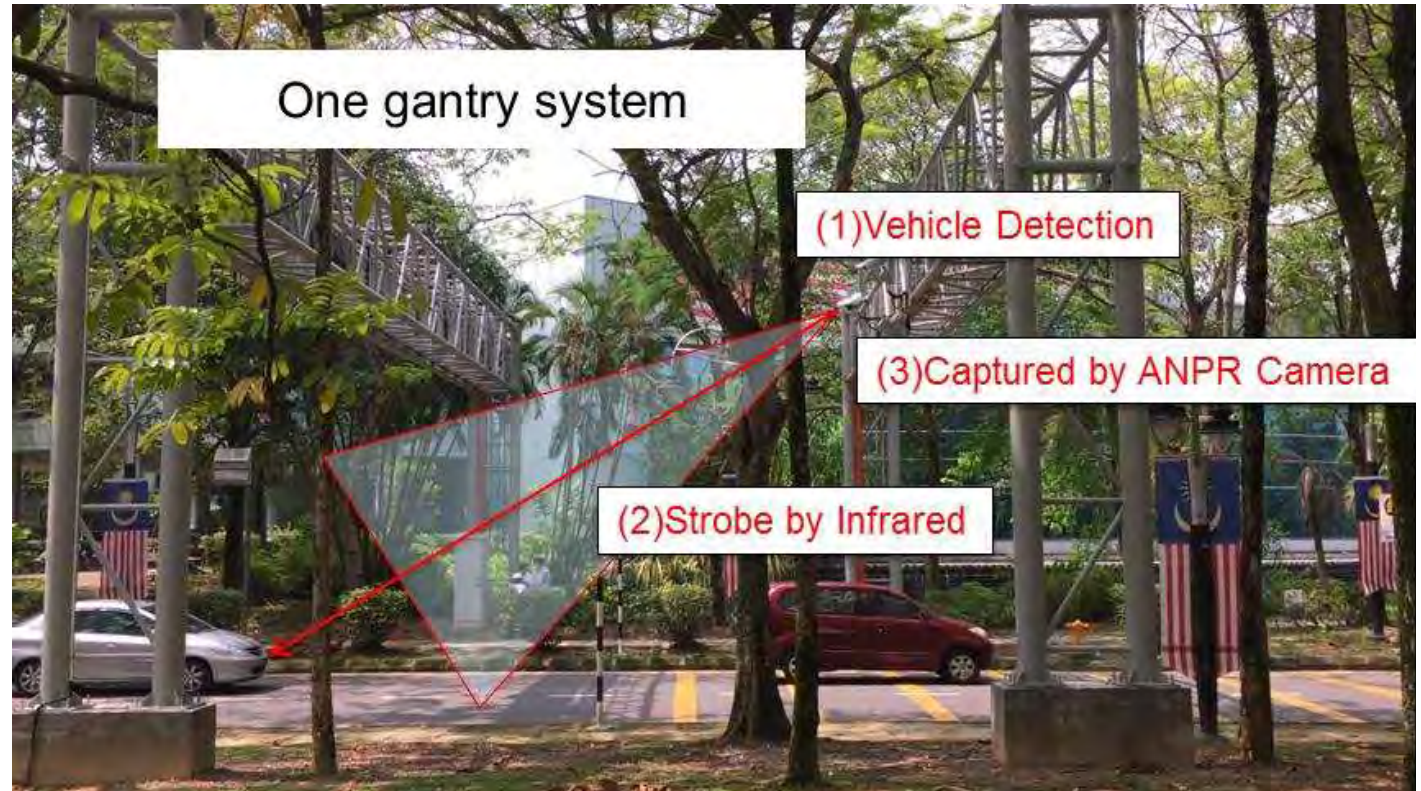 One gantry system
(1)Vehicle Detection
(3)Captured by ANPR Camera
(2)Strobe by Infrared